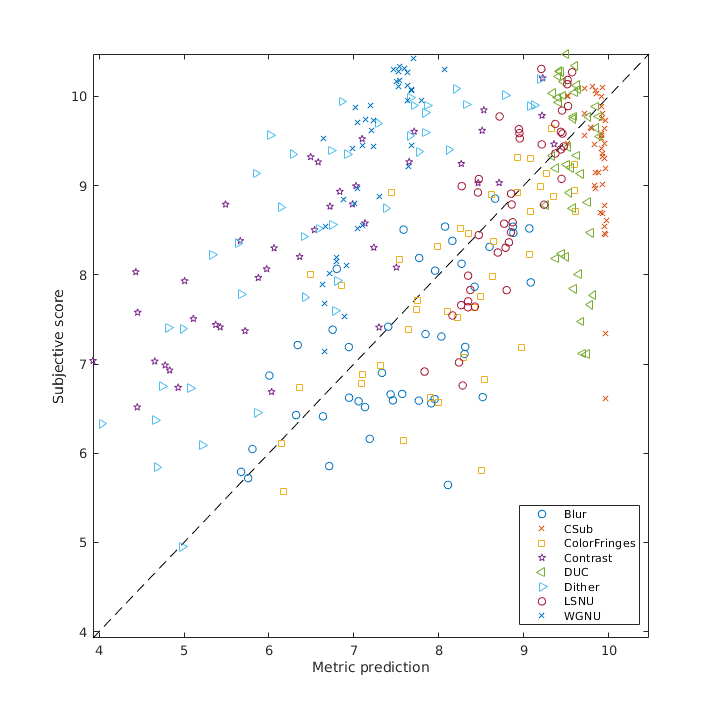 10
9
8
7
6
5
4
Subjective score
4 5 6 7 8 9 10
Metric prediction
Blur
CSub
ColorFringes
Contrast
DUC
Dither
LSNU
WGNU